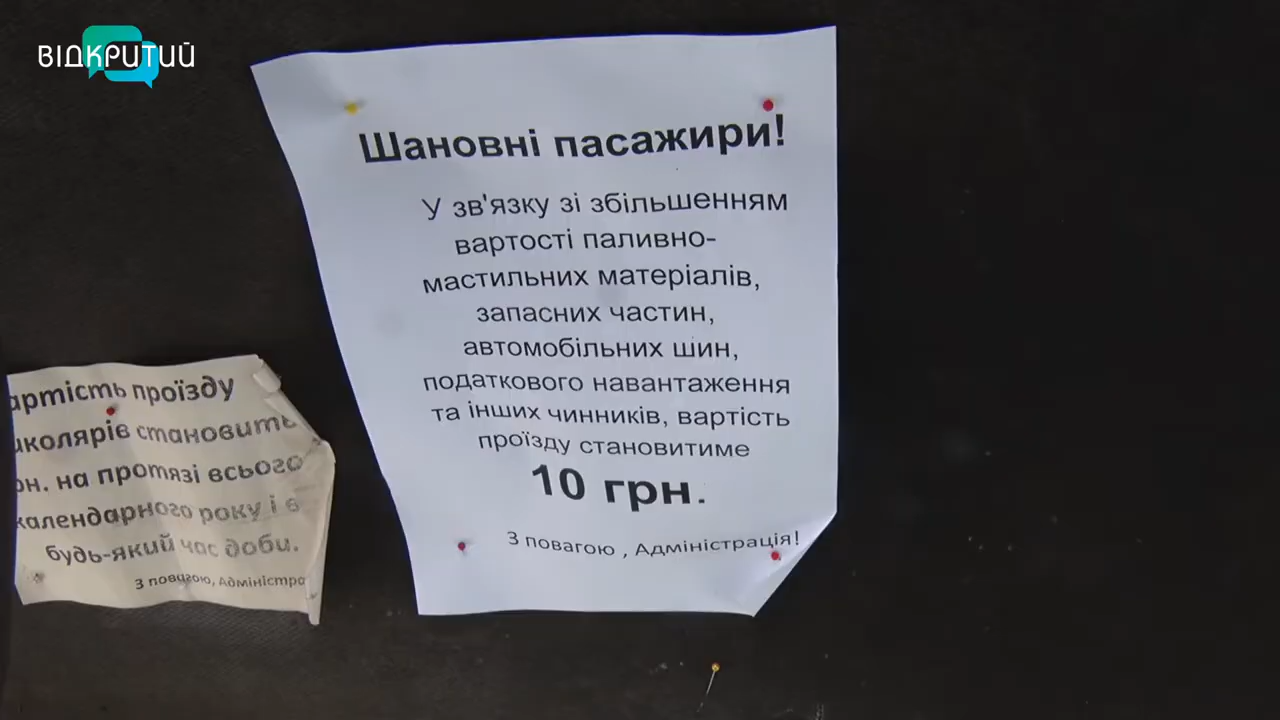 ВІДКРИТИЙ
Шановні пасажири!
У зв'язку зі збільшенням
вартості паливно-
мастильних матеріалів,
запасних частин,
автомобільних шин,
податкового навантаження
та інших чинників, вартість
проїзду становитиме
10 грн.
З повагою , Адміністрація!
проїзду
становить
на протязі всього
календарного року і в
будь-який час доби.
З повагою,